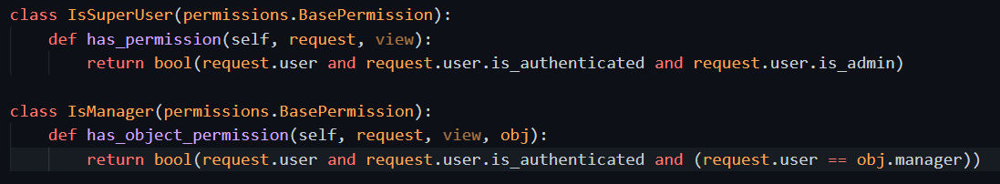 class IsSuperUser(permissions.BasePermission):
def has_permission(self, request, view):
return bool(request.user and request.user.is_authenticated and request.user.is_admin)
class IsManager(permissions.BasePermission):
def has_object_permission(self, request, view, obj):
return bool(request.user and request.user.is_authenticated and (request.user == obj.manager))